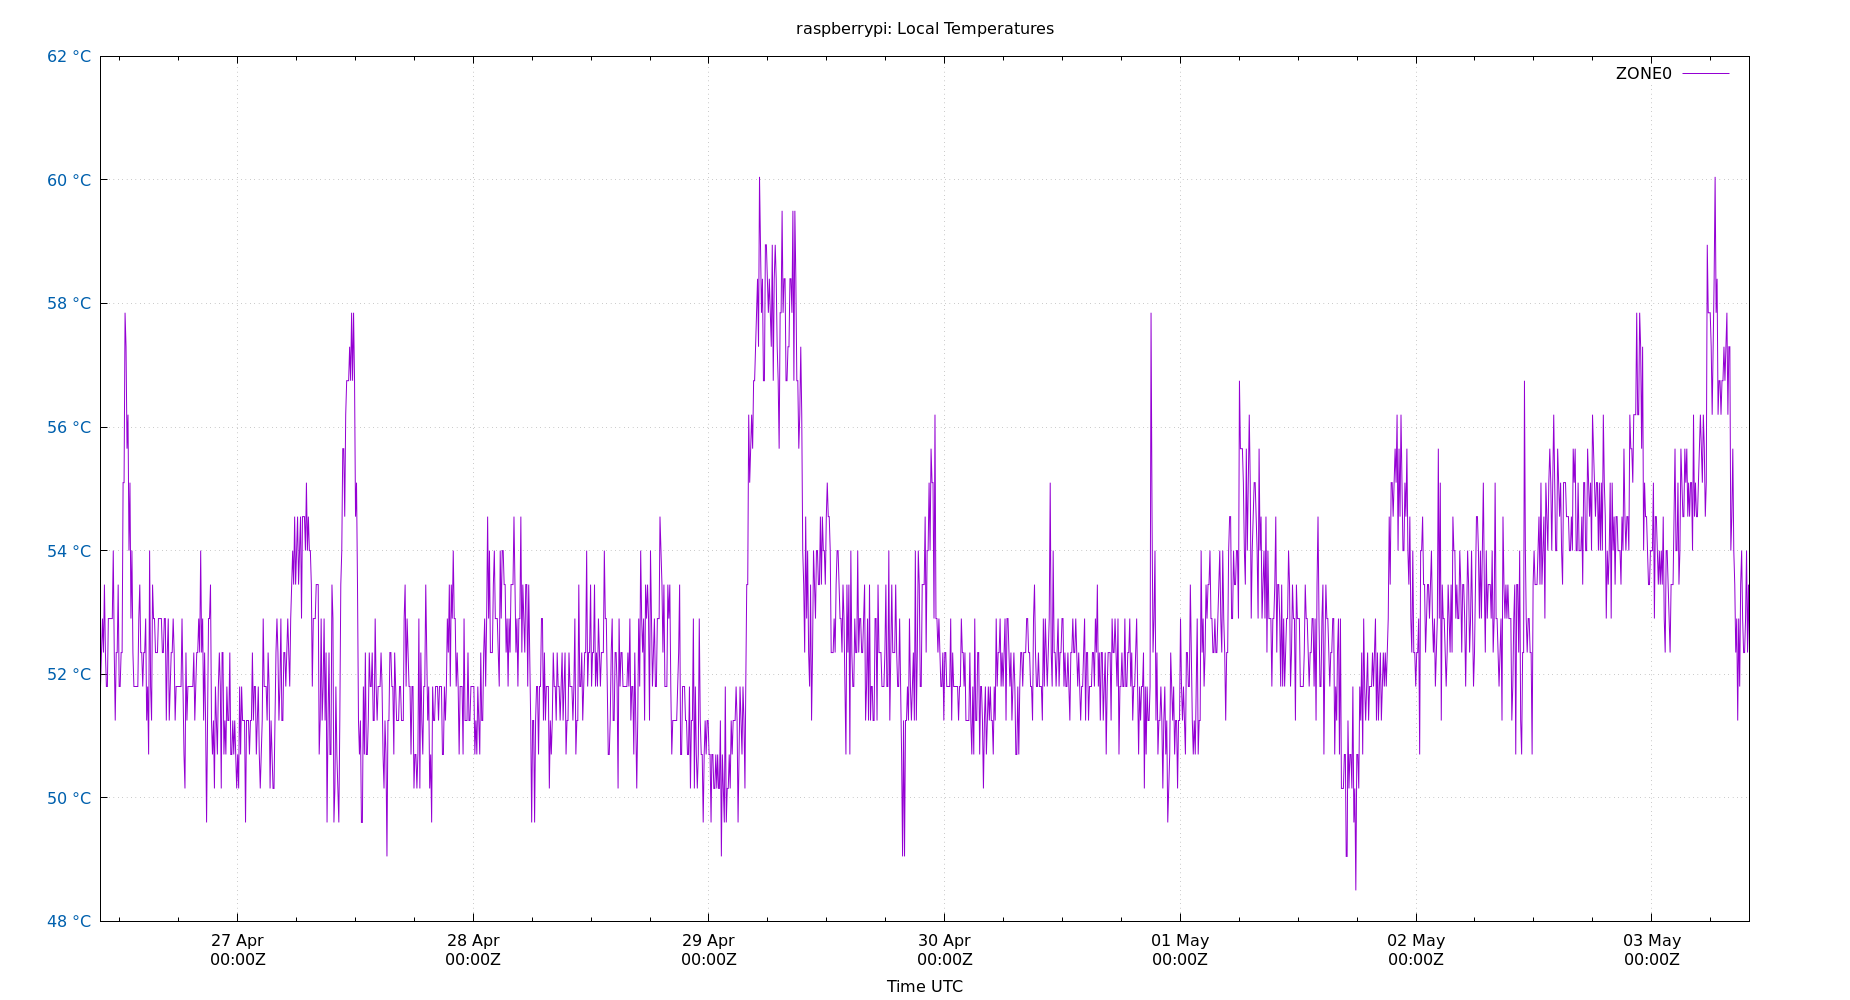 raspberrypi: Local Temperatures
62 °C
ZONE0
60 °C
58 °C
56 °C
54 °C
52 °C
50 °C
48 °C
27 Apr 28 Apr 29 Apr 30 Apr 01 May 02 May 03 May
00:00Z 00:00Z 00:00Z 00:00Z 00:00Z 00:00Z 00:00Z
Time UTC